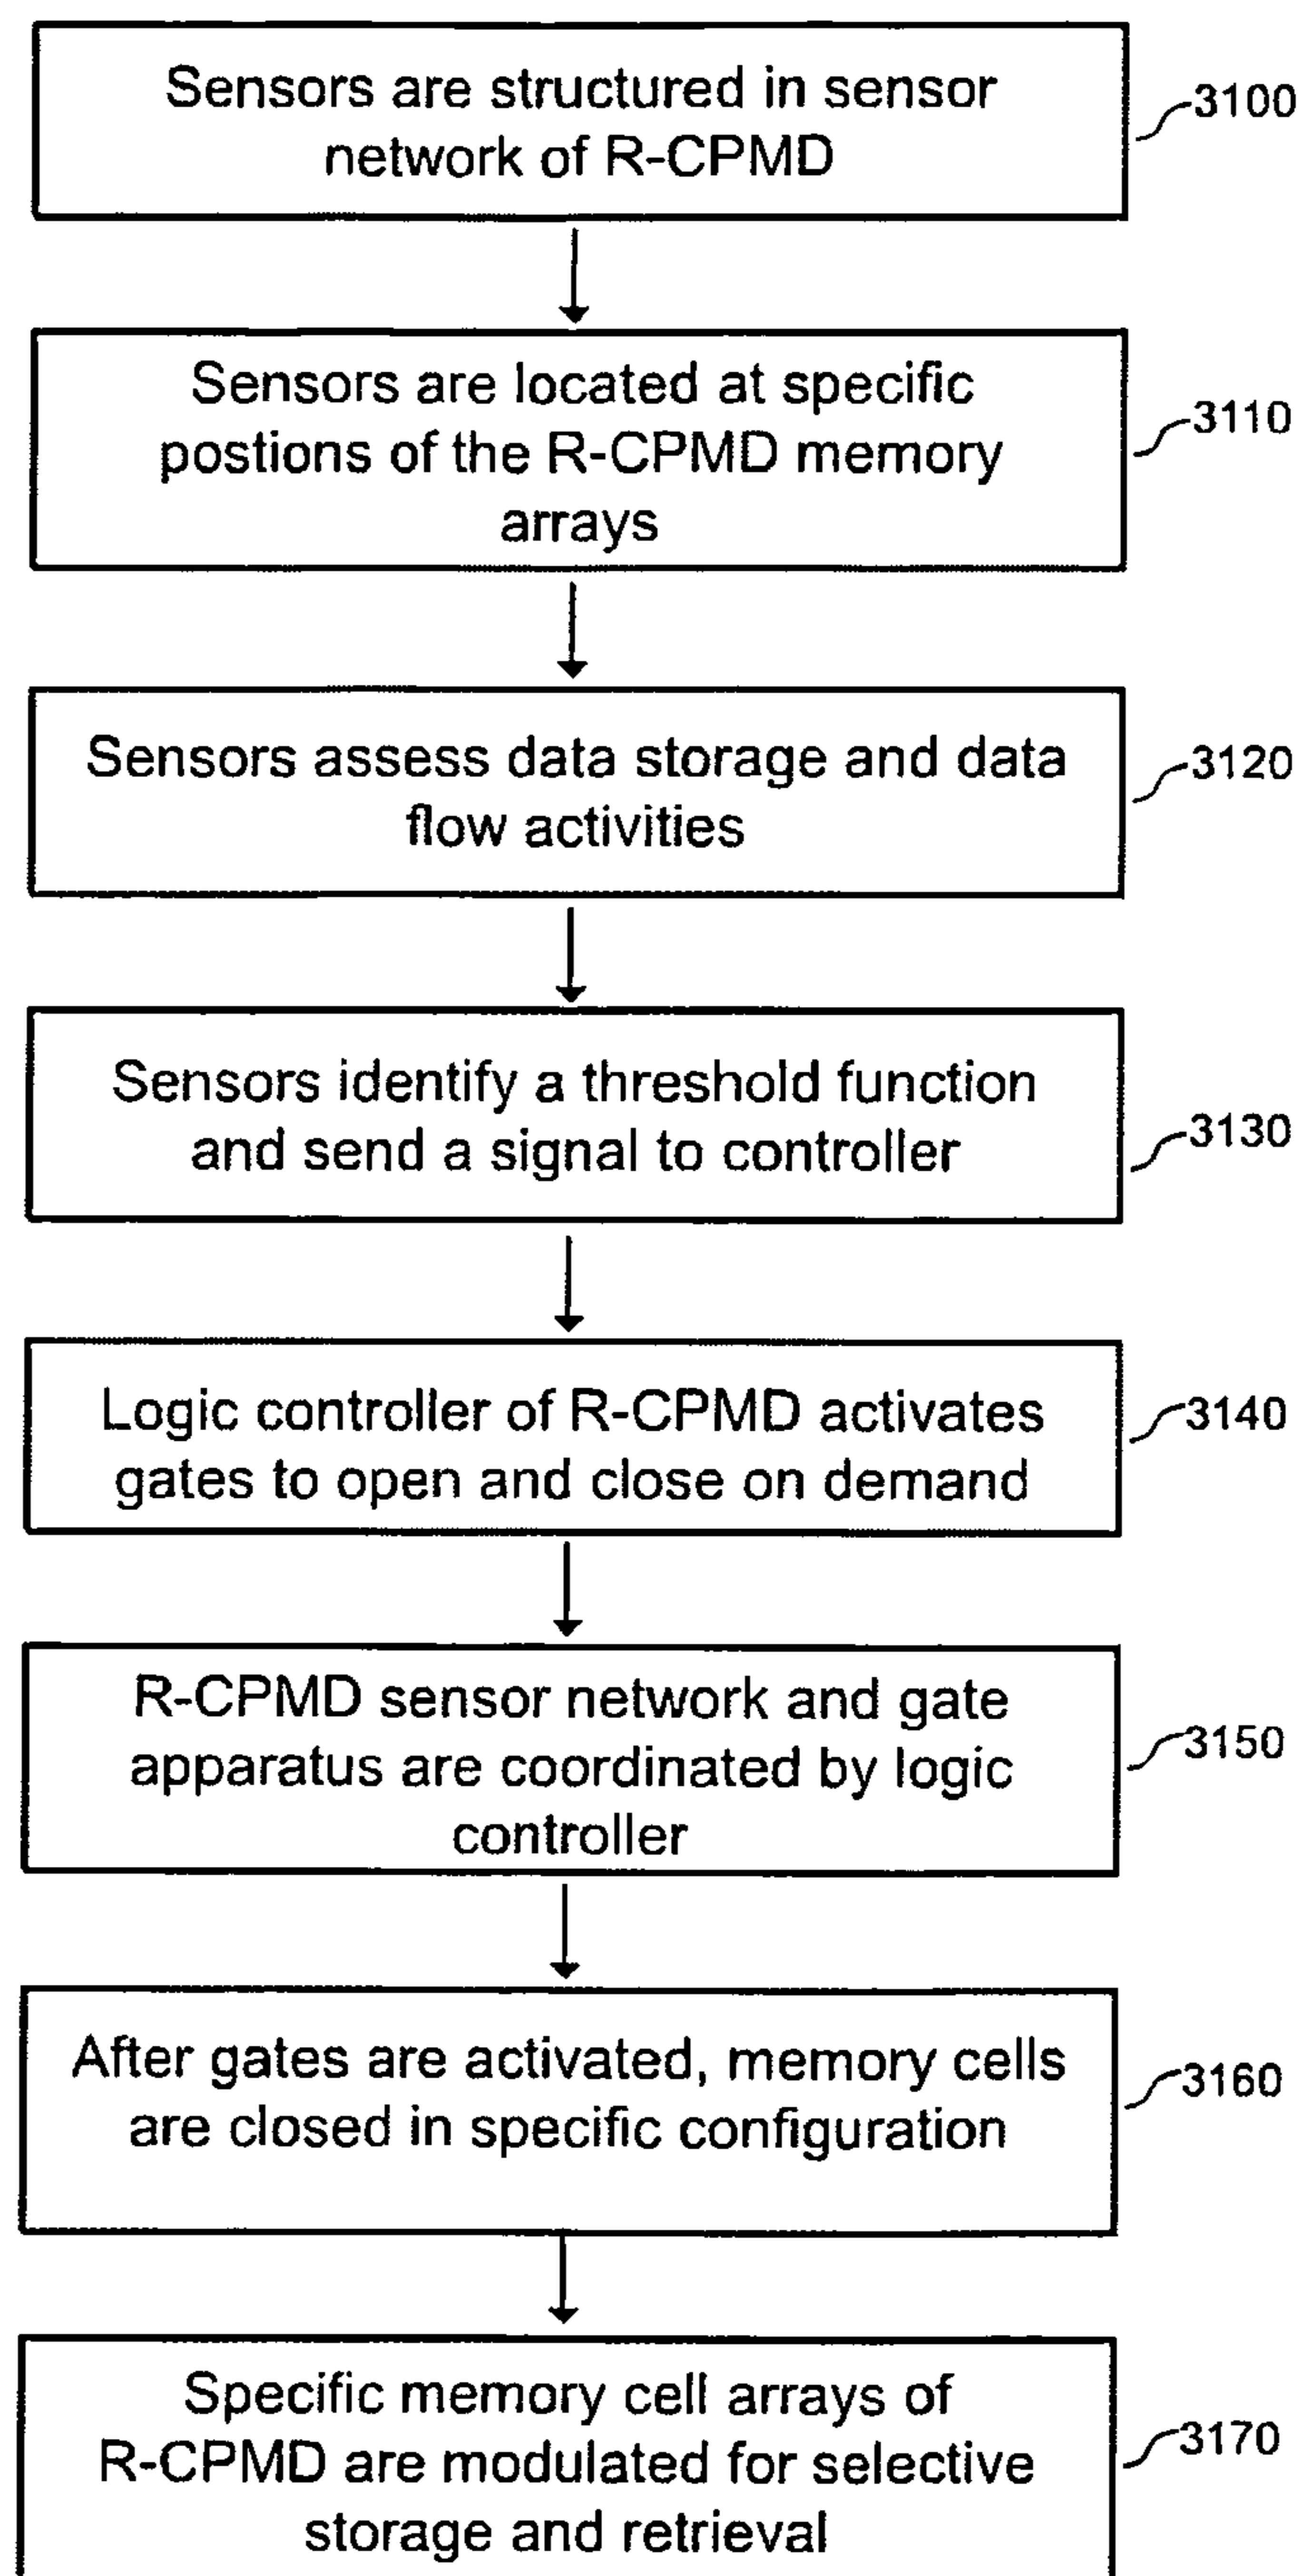 Sensors are structured in sensor
network of R-CPMD
3100
Sensors are located at specific
postions of the R-CPMD memory
arrays
3110
Sensors assess data storage and data
flow activities
3120
Sensors identify a threshold function
and send a signal to controller
3130
Logic controller of R-CPMD activates
gates to open and close on demand
3140
R-CPMD sensor network and gate
apparatus are coordinated by logic
controller
3150
After gates are activated, memory cells
are closed in specific configuration
3160
Specific memory cell arrays of
R-CPMD are modulated for selective
storage and retrieval
3170